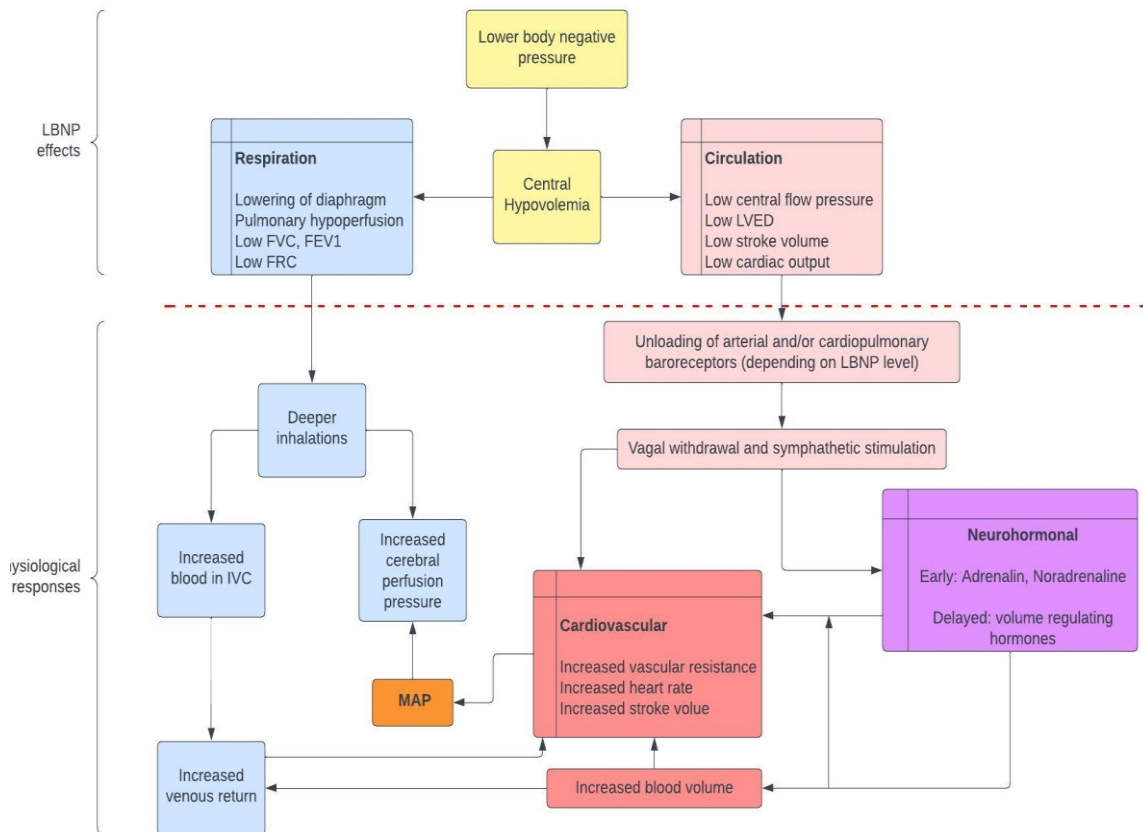 Lower body negative
pressure
LBNP
effects
Respiration
Lowering of diaphragm
Pulmonary hypoperfusion
Low FVC, FEV1
Low FRC
Central
Hypovolemia
Circulation
Low central flow pressure
Low LVED
Low stroke volume
Low cardiac output
Unloading of arterial and/or cardiopulmonary
baroreceptors (depending on LBNP level)
Deeper
inhalations
Vagal withdrawal and symphathetic stimulation
ysiological
responses
Increased
blood in IVC
Increased
cerebral
perfusion
pressure
Neurohormonal
Early: Adrenalin, Noradrenaline
Delayed: volume regulating
hormones
Cardiovascular
Increased vascular resistance
Increased heart rate
Increased stroke volue
MAP
Increased
venous return
Increased blood volume